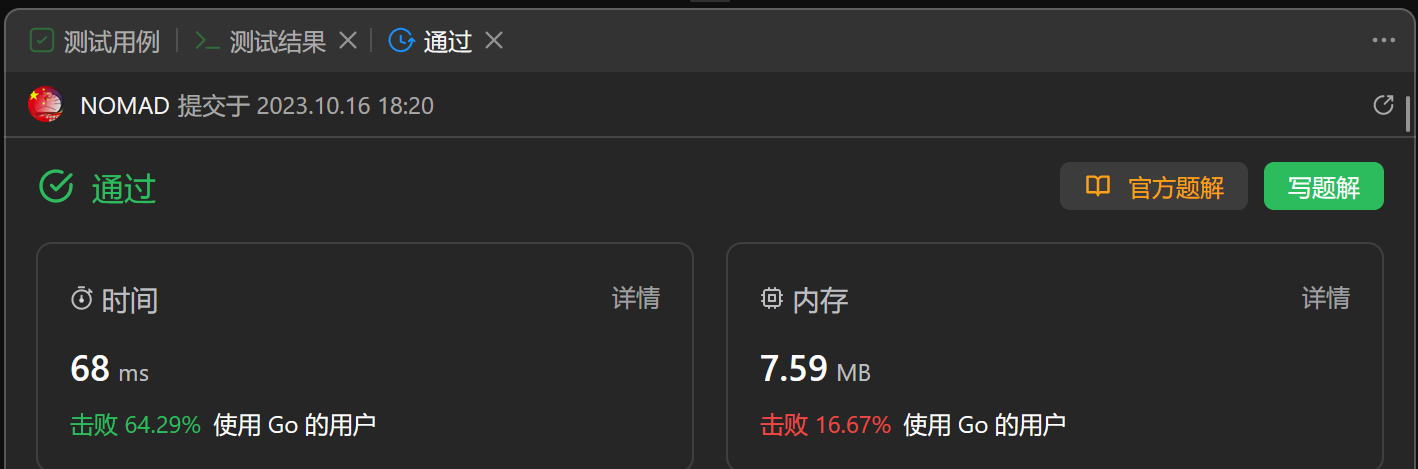 测试用例 测试结果 通过
NOMAD 提交于 2023.10.16 18:20
通过 官方题解 写题解
时间 详情
68 ms
击败 64.29% 使用 Go 的用户
内存 详情
7.59 MB
击败 16.67% 使用 Go 的用户